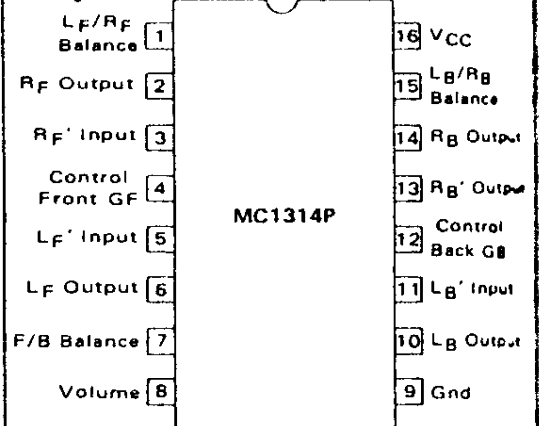 LF/RF
Balance 1
RF Output 2
RF' Input 3
Control
Front GF 4
LF' Input 5
LF Output 6
F/B Balance 7
Volume 8
MC1314P
16 VCC
15 LB/RB
Balance
14 RB Output
13 RB' Output
12 Control
Back GB
11 LB' Input
10 LB Output
9 Gnd